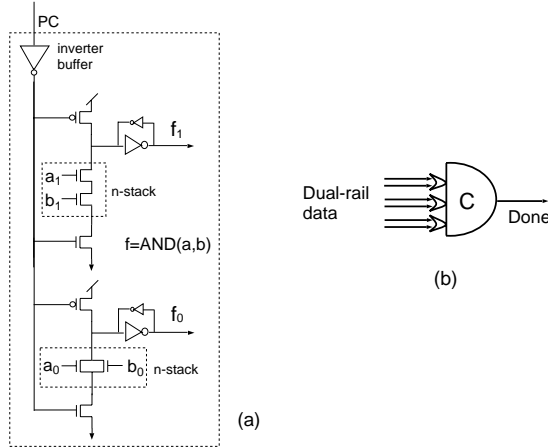 PC
inverter
buffer
f1
a1
b1
n-stack
f=AND(a,b)
f0
a0
b0
n-stack
(a)
Dual-rail
data
C
Done
(b)